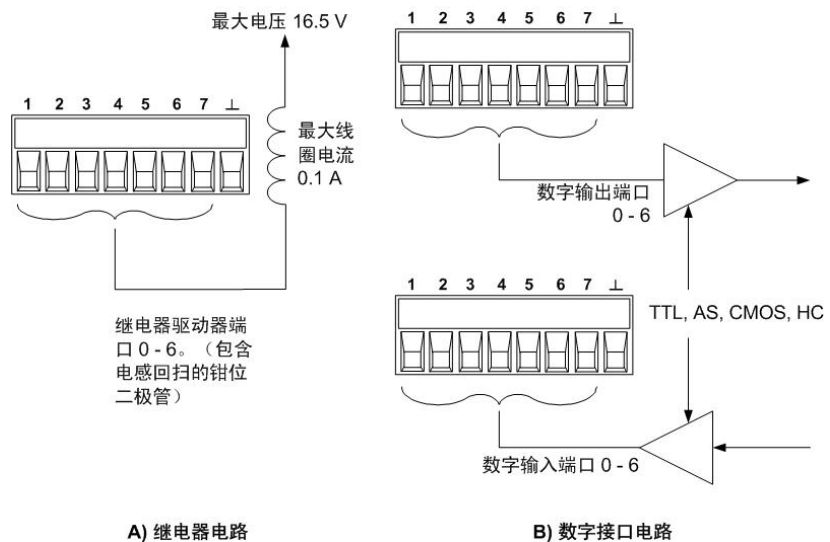 最大电压 16.5 V
1 2 3 4 5 6 7 ⊥
最大线
圈电流
0.1 A
继电器驱动器端
口 0 - 6。（包含
电感回扫的钳位
二极管）
A) 继电器电路
1 2 3 4 5 6 7 ⊥
数字输出端口
0 - 6
TTL, AS, CMOS, HC
1 2 3 4 5 6 7 ⊥
数字输入端口 0 - 6
B) 数字接口电路